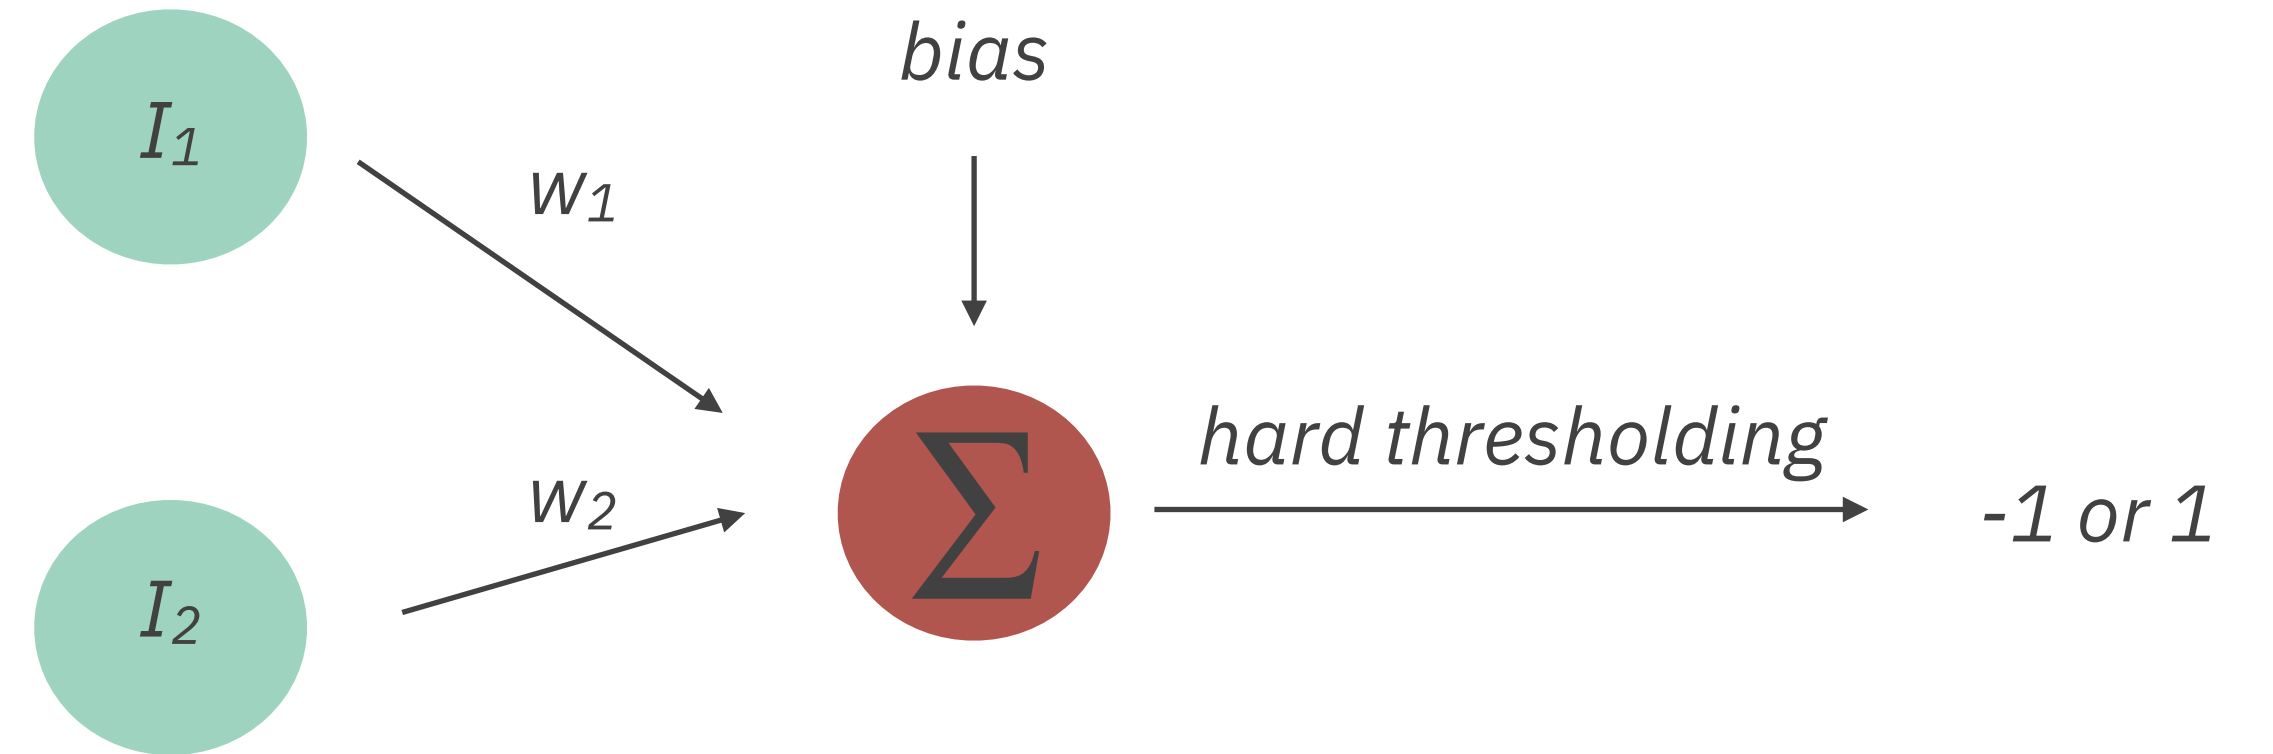 bias
I₁
w₁
hard thresholding
w₂
Σ
-1 or 1
I₂